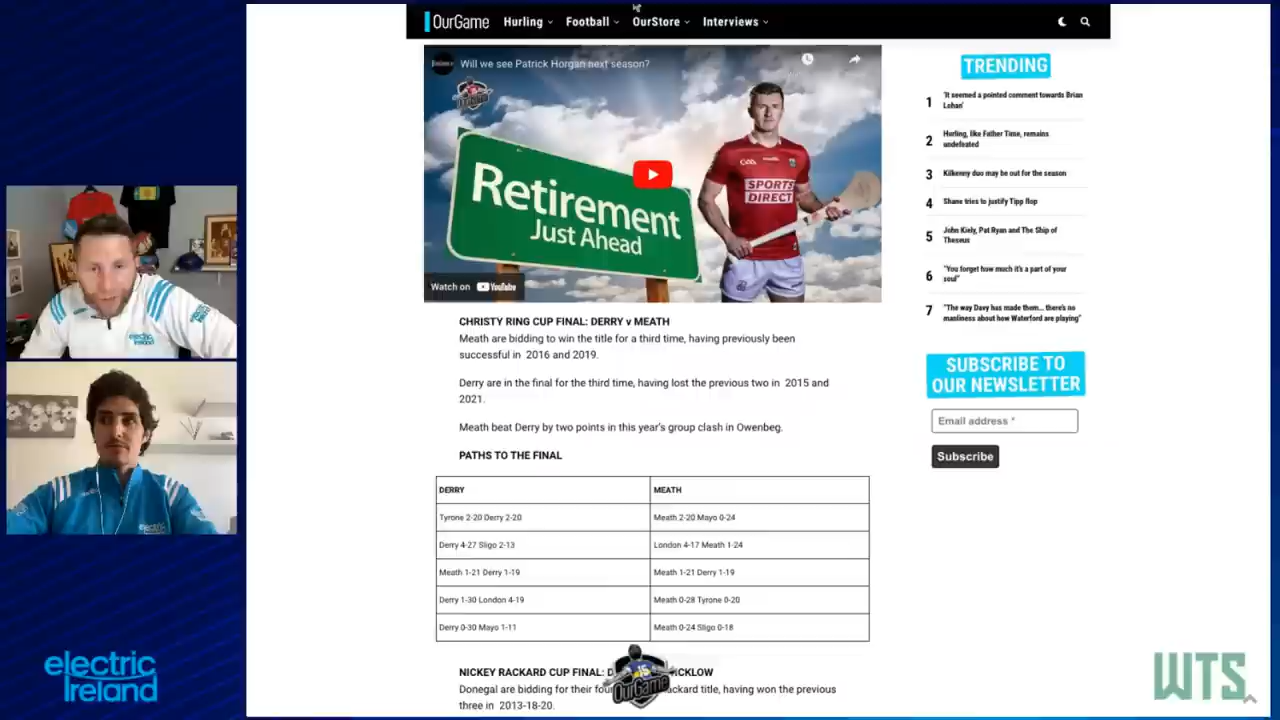 OurGame
Hurling
Football
OurStore
Interviews
Will we see Patrick Horgan next season?
Retirement
Just Ahead
SPORTS
DIRECT
Watch on YouTube
CHRISTY RING CUP FINAL: DERRY v MEATH
Meath are bidding to win the title for a third time, having previously been
successful in 2016 and 2019.
Derry are in the final for the third time, having lost the previous two in 2015 and
2021.
Meath beat Derry by two points in this year's group clash in Owenbeg.
PATHS TO THE FINAL
DERRY
MEATH
Tyrone 2-20 Derry 2-20
Meath 2-20 Mayo 0-24
Derry 4-27 Sligo 2-13
London 4-17 Meath 1-24
Meath 1-21 Derry 1-19
Meath 1-21 Derry 1-19
Derry 1-30 London 4-19
Meath 0-28 Tyrone 0-20
Derry 0-30 Mayo 1-11
Meath 0-24 Sligo 0-18
NICKEY RACKARD CUP FINAL:
Donegal are bidding for their title, having won the previous
three in 2013-18-20.
OurGame
TRENDING
1 'It seemed a pointed comment towards Brian
Lohan'
2 Hurling, like Father Time, remains
undefeated
3 Kilkenny duo may be out for the season
4 Shane tries to justify Tipp flop
5 John Kiely, Pat Ryan and The Ship of
Theseus
6 "You forget how much it's a part of your
soul"
7 "The way Davy has made them... there's no
manliness about how Waterford are playing"
SUBSCRIBE TO
OUR NEWSLETTER
Email address *
Subscribe
electric
Ireland
WTS